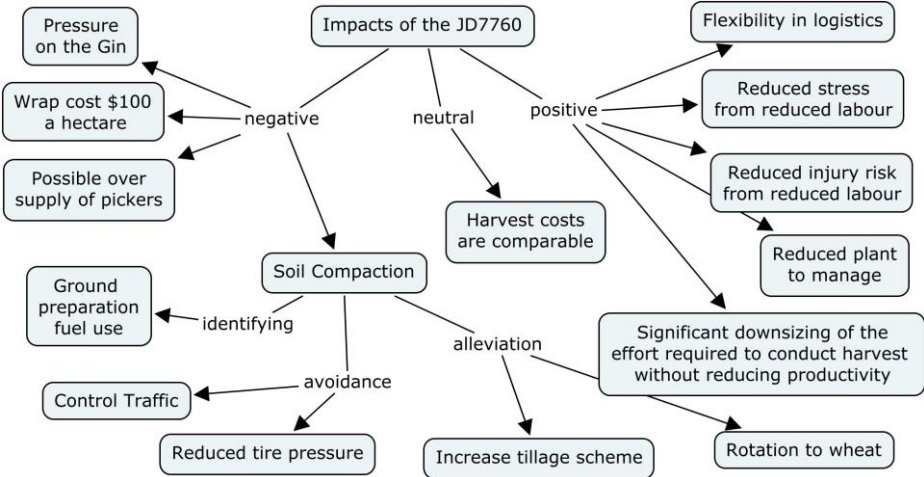 Impacts of the JD7760
Pressure
on the Gin
Wrap cost $100
a hectare
Possible over
supply of pickers
negative
neutral
positive
Flexibility in logistics
Reduced stress
from reduced labour
Reduced injury risk
from reduced labour
Reduced plant
to manage
Significant downsizing of the
effort required to conduct harvest
without reducing productivity
Harvest costs
are comparable
Soil Compaction
Ground
preparation
fuel use
identifying
avoidance
alleviation
Control Traffic
Reduced tire pressure
Increase tillage scheme
Rotation to wheat